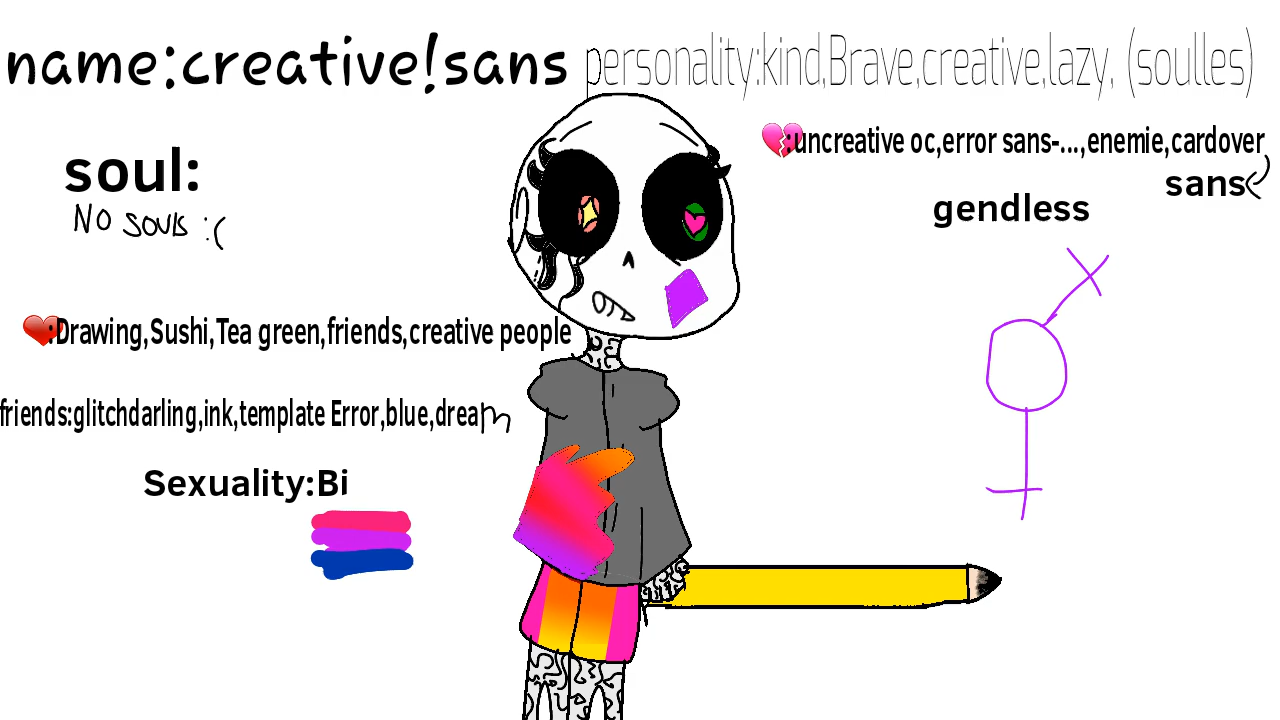 name:creative!sans personality:kind,Brave,creative,lazy, (soulles)
💔:uncreative oc,error sans-...,enemie,cardover
sans
soul:
NO SOULS :(
gendless
❤️:Drawing,Sushi,Tea green,friends,creative people
friends:glitchdarling,ink,template Error,blue,dream
Sexuality:Bi